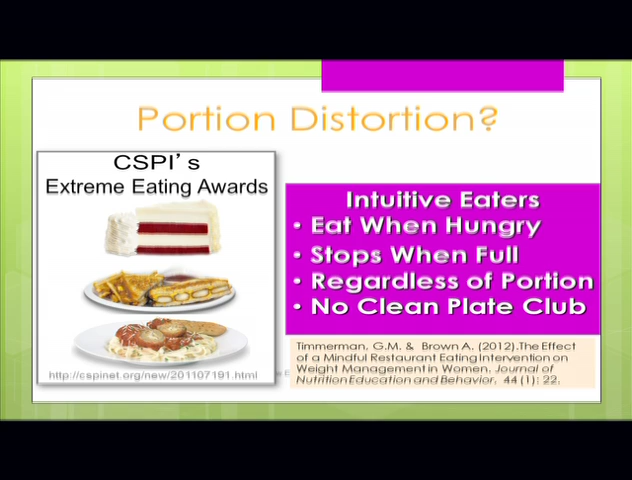 Portion Distortion?
CSPI's
Extreme Eating Awards
http://cspinet.org/new/201107191.html
Intuitive Eaters
• Eat When Hungry
• Stops When Full
• Regardless of Portion
• No Clean Plate Club
Timmerman, G.M. & Brown A. (2012).The Effect
of a Mindful Restaurant Eating Intervention on
Weight Management in Women. Journal of
Nutrition Education and Behavior, 44 (1): 22.